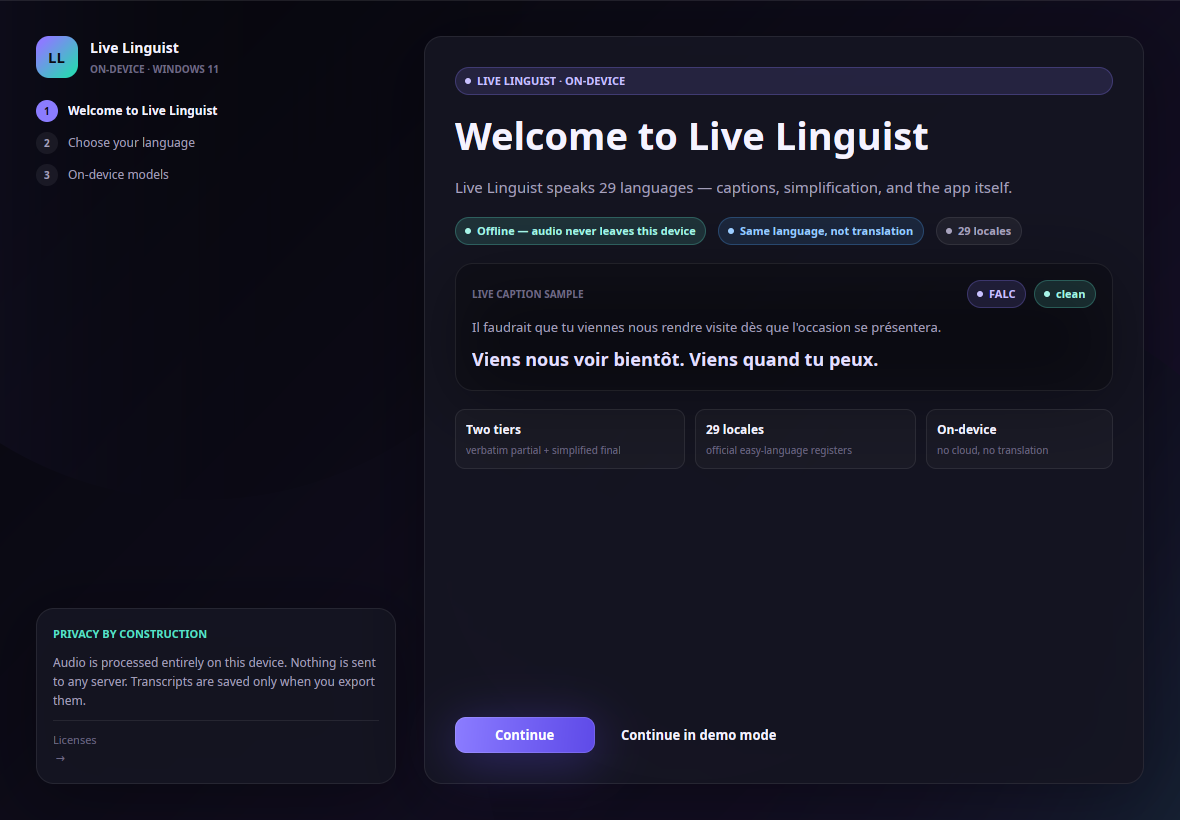 LL
Live Linguist
ON-DEVICE · WINDOWS 11
1 Welcome to Live Linguist
2 Choose your language
3 On-device models
PRIVACY BY CONSTRUCTION
Audio is processed entirely on this device. Nothing is sent
to any server. Transcripts are saved only when you export
them.
Licenses
→
LIVE LINGUIST · ON-DEVICE
Welcome to Live Linguist
Live Linguist speaks 29 languages — captions, simplification, and the app itself.
Offline — audio never leaves this device
Same language, not translation
29 locales
LIVE CAPTION SAMPLE
FALC
clean
Il faudrait que tu viennes nous rendre visite dès que l'occasion se présentera.
Viens nous voir bientôt. Viens quand tu peux.
Two tiers
verbatim partial + simplified final
29 locales
official easy-language registers
On-device
no cloud, no translation
Continue
Continue in demo mode